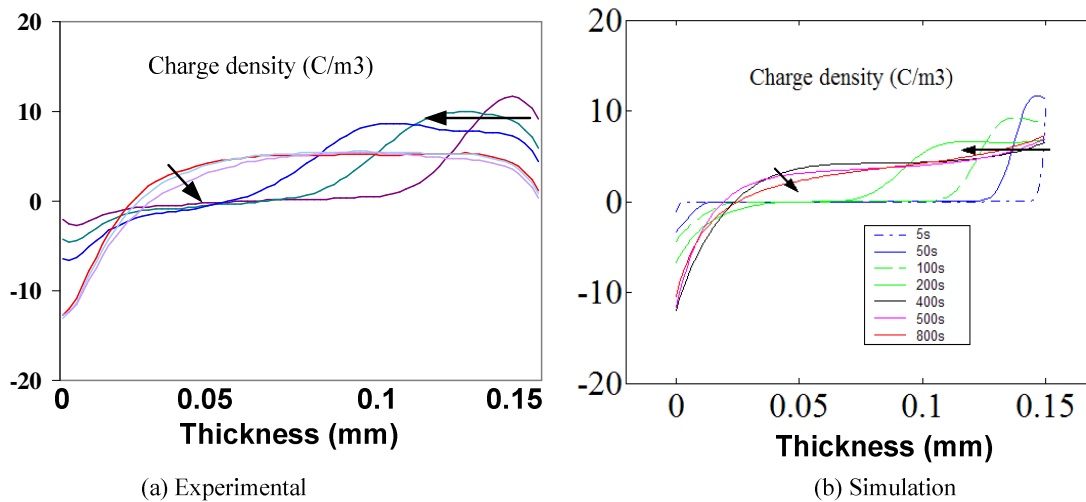 20
10
0
-10
-20
Charge density (C/m3)
0 0.05 0.1 0.15
Thickness (mm)
(a) Experimental
20
10
0
-10
-20
Charge density (C/m3)
5s
50s
100s
200s
400s
500s
800s
0 0.05 0.1 0.15
Thickness (mm)
(b) Simulation